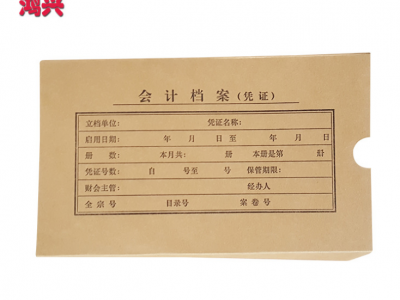 鸿兴
会计档案(凭证)
立档单位: 凭证名称:
启用日期: 年 月 日至 年 月 日
册 数: 本月共: 册 本册是第 册
凭证号数: 自 号至 号 保管期限:
财会主管: 经办人
全宗号 目录号 案卷号